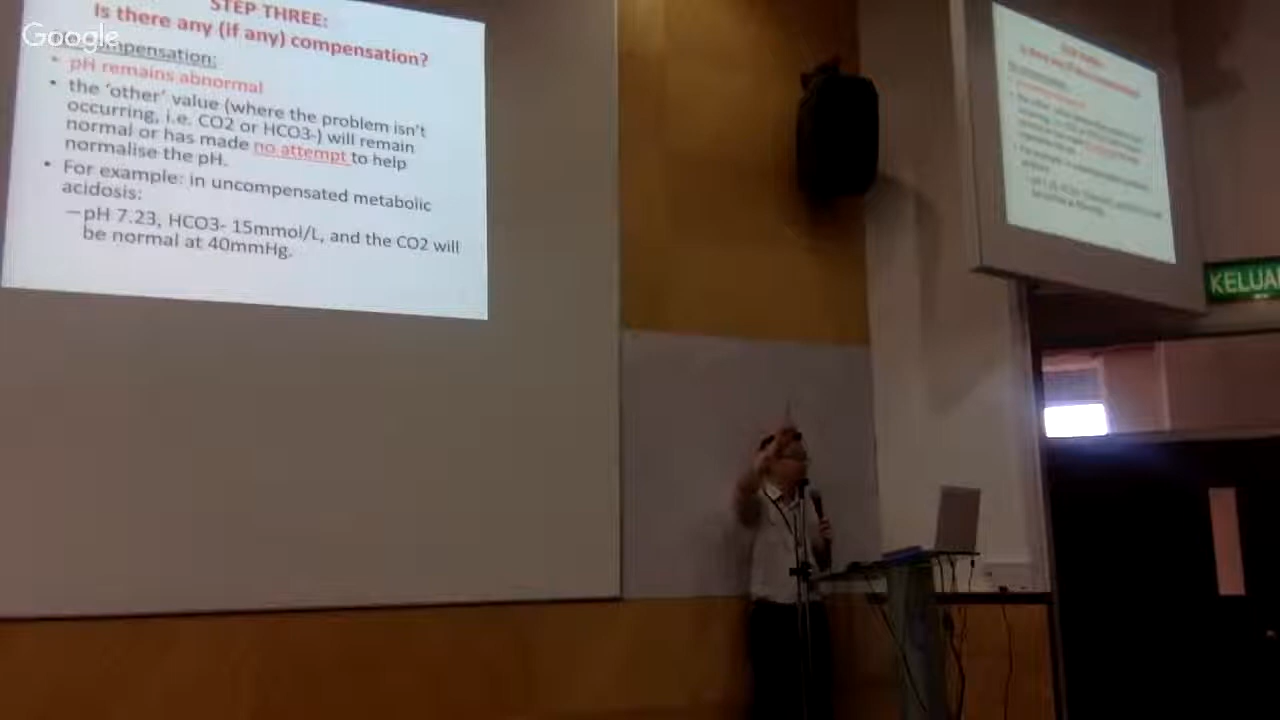 Google
STEP THREE:
Is there any (if any) compensation?
compensation:
• pH remains abnormal
• the ‘other’ value (where the problem isn’t
occurring, i.e. CO2 or HCO3-) will remain
normal or has made no attempt to help
normalise the pH.
• For example: in uncompensated metabolic
acidosis:
–pH 7.23, HCO3- 15mmol/L, and the CO2 will
be normal at 40mmHg.
KELUA